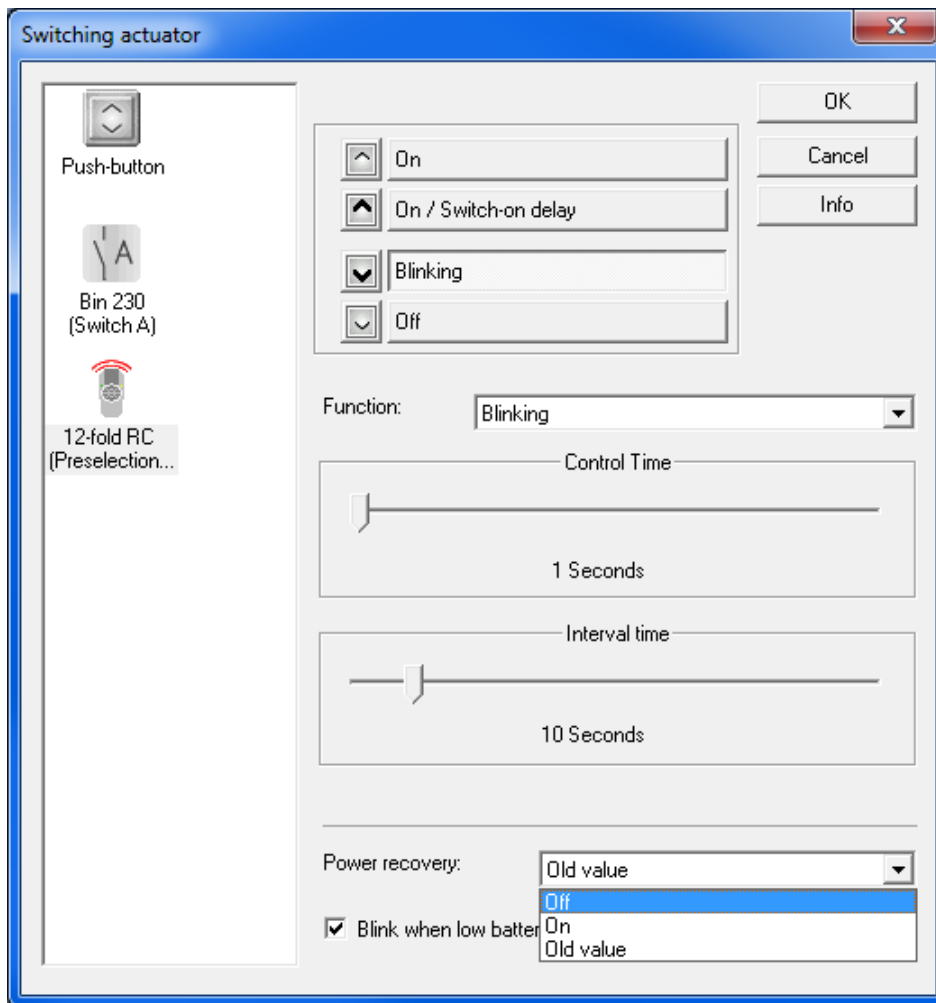 Switching actuator
Push-button
Bin 230
(Switch A)
12-fold RC
(Preselection...
On
On / Switch-on delay
Blinking
Off
OK
Cancel
Info
Function:
Blinking
Control Time
1 Seconds
Interval time
10 Seconds
Power recovery:
Old value
Off
On
Old value
Blink when low batter